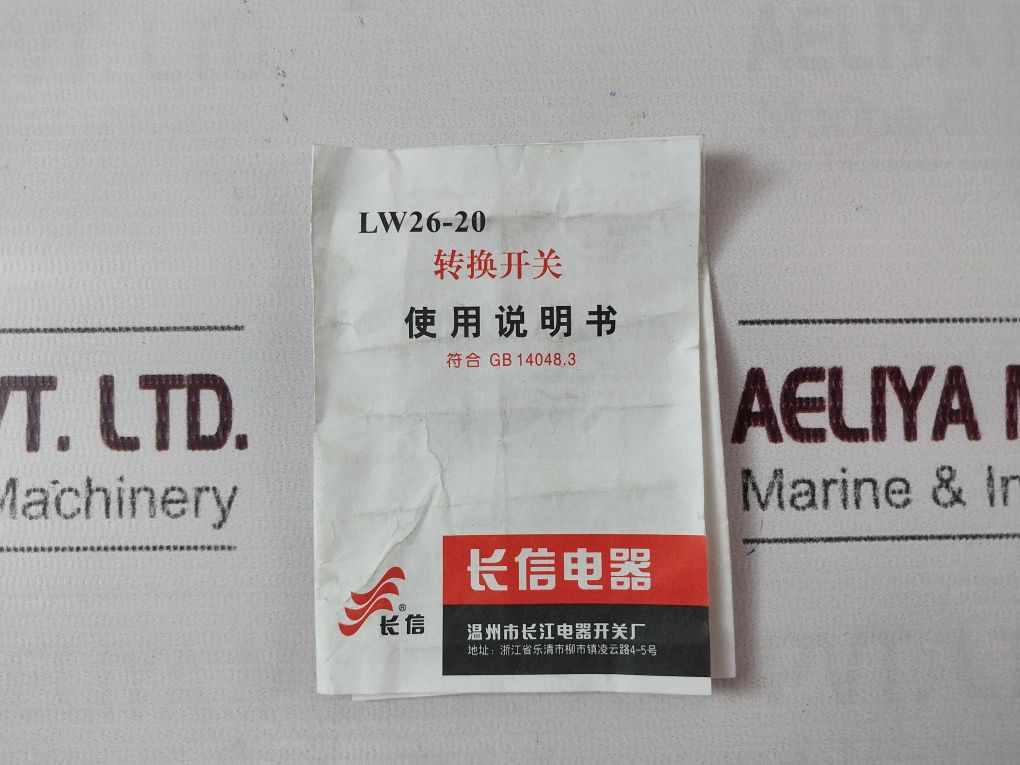 LW26-20
转换开关
使用说明书
符合 GB 14048.3
VT. LTD.
Machinery
AELIYA
Marine & In
长信电器
®
长信
温州市长江电器开关厂
地址：浙江省乐清市柳市镇凌云路4-5号